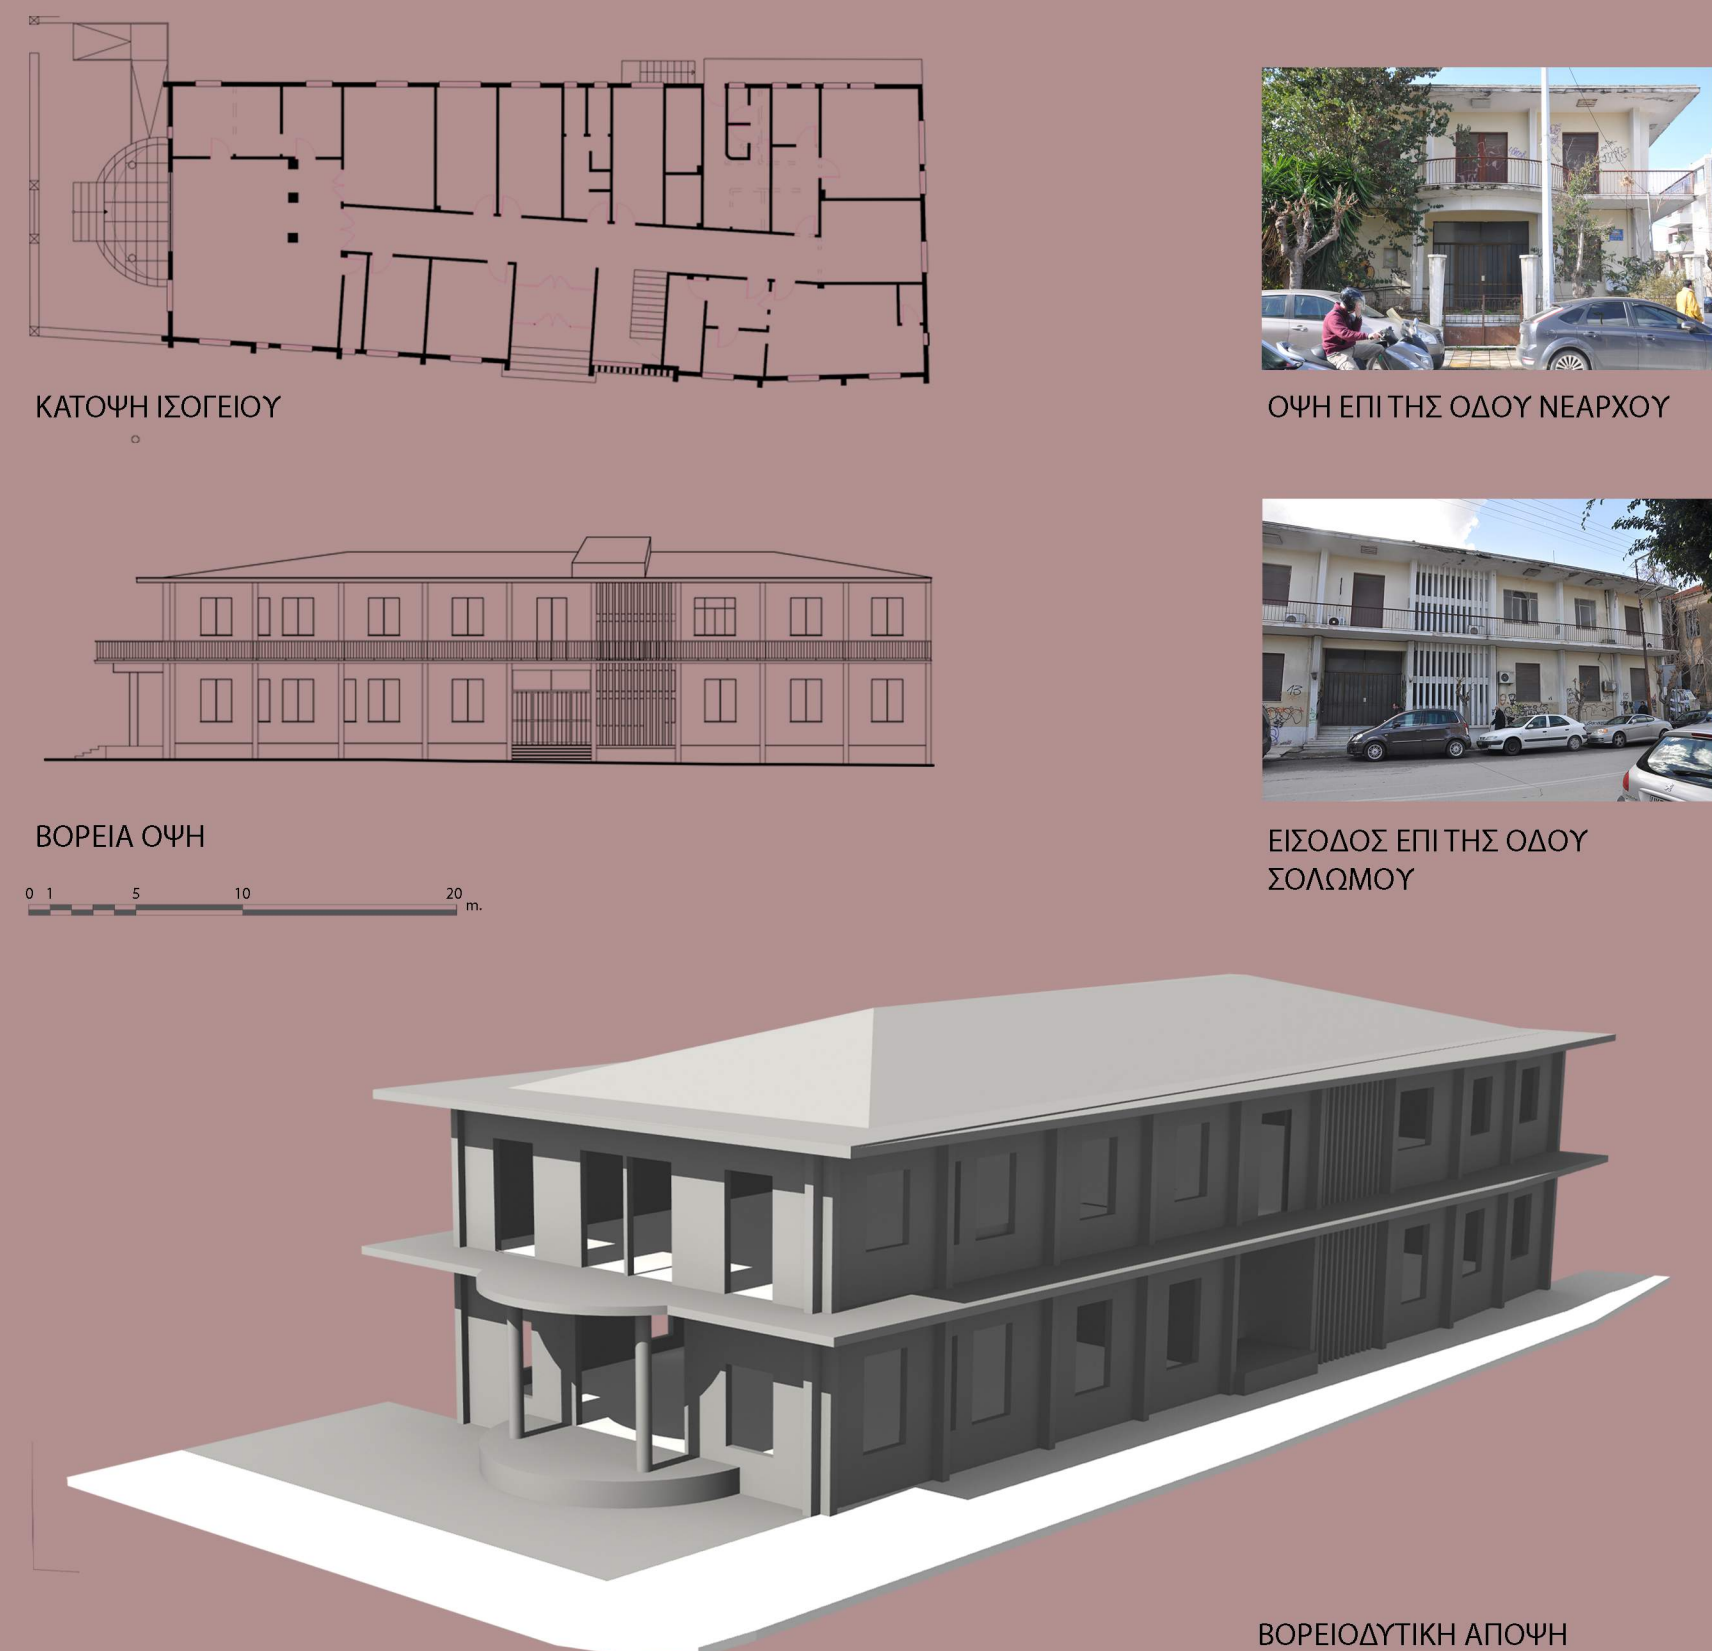 ΚΑΤΟΨΗ ΙΣΟΓΕΙΟΥ
ΟΨΗ ΕΠΙ ΤΗΣ ΟΔΟΥ ΝΕΑΡΧΟΥ
ΒΟΡΕΙΑ ΟΨΗ
ΕΙΣΟΔΟΣ ΕΠΙ ΤΗΣ ΟΔΟΥ
ΣΟΛΩΜΟΥ
0 1 5 10 20 m.
ΒΟΡΕΙΟΔΥΤΙΚΗ ΑΠΟΨΗ